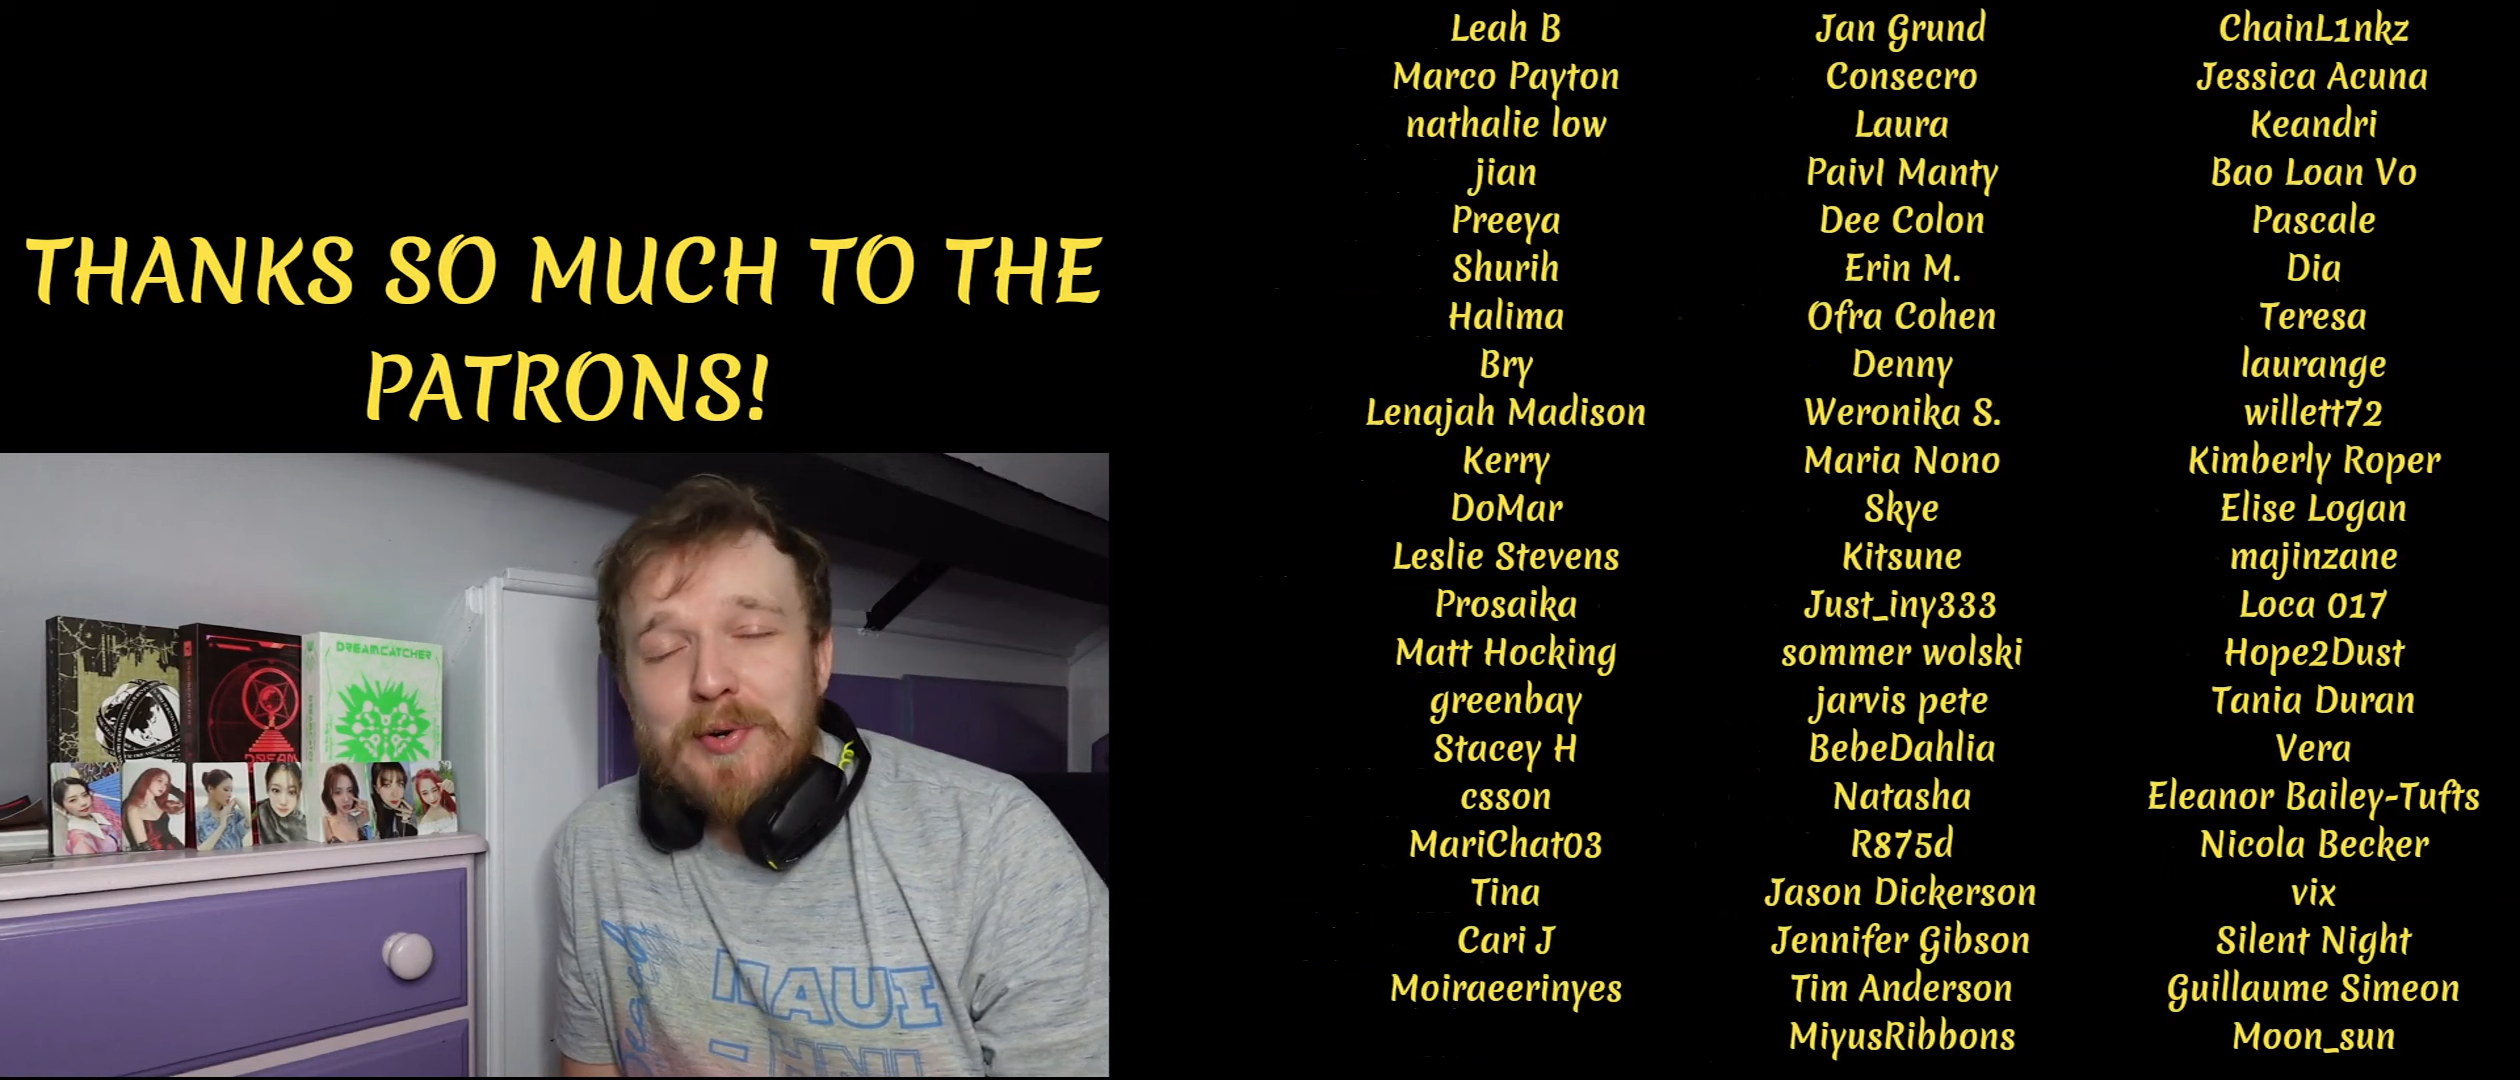 THANKS SO MUCH TO THE
PATRONS!
DREAMCATCHER
DREAM
MAUI
Leah B
Marco Payton
nathalie low
jian
Preeya
Shurih
Halima
Bry
Lenajah Madison
Kerry
DoMar
Leslie Stevens
Prosaika
Matt Hocking
greenbay
Stacey H
csson
MariChat03
Tina
Cari J
Moiraeerinyes
Jan Grund
Consecro
Laura
PaivI Manty
Dee Colon
Erin M.
Ofra Cohen
Denny
Weronika S.
Maria Nono
Skye
Kitsune
Just_iny333
sommer wolski
jarvis pete
BebeDahlia
Natasha
R875d
Jason Dickerson
Jennifer Gibson
Tim Anderson
MiyusRibbons
ChainL1nkz
Jessica Acuna
Keandri
Bao Loan Vo
Pascale
Dia
Teresa
laurange
willett72
Kimberly Roper
Elise Logan
majinzane
Loca 017
Hope2Dust
Tania Duran
Vera
Eleanor Bailey-Tufts
Nicola Becker
vix
Silent Night
Guillaume Simeon
Moon_sun